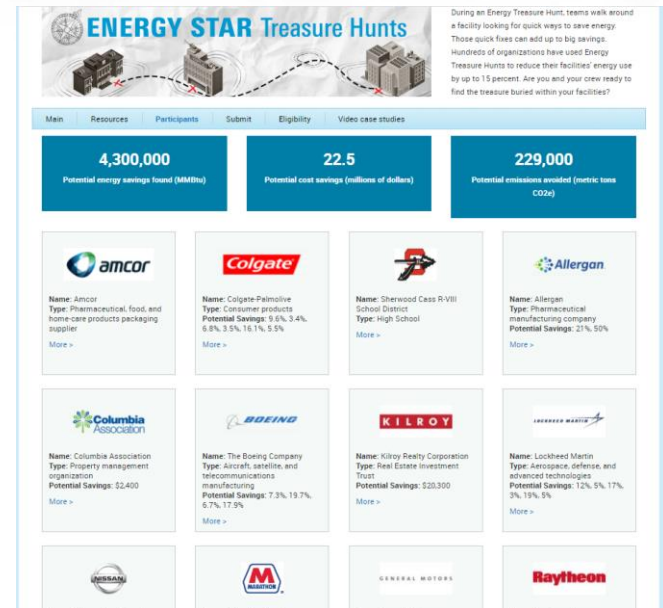 ENERGY STAR Treasure Hunts
During an Energy Treasure Hunt, teams walk around
a facility looking for quick ways to save energy.
Those quick fixes can add up to big savings.
Hundreds of organizations have used Energy
Treasure Hunts to reduce their facilities' energy use
by up to 15 percent. Are you and your crew ready to
find the treasure buried within your facilities?
Main Resources Participants Submit Eligibility Video case studies
4,300,000
Potential energy savings found (MMBtu)
22.5
Potential cost savings (millions of dollars)
229,000
Potential emissions avoided (metric tons
CO2e)
amcor
Name: Amcor
Type: Pharmaceutical, food, and
home-care products packaging
supplier
More »
Colgate
Name: Colgate-Palmolive
Type: Consumer products
Potential Savings: 9.6%, 3.4%,
6.8%, 3.5%, 16.1%, 5.5%
More »
Name: Sherwood Cass R-VIII
School District
Type: High School
More »
Allergan
Name: Allergan
Type: Pharmaceutical
manufacturing company
Potential Savings: 21%, 50%
More »
Columbia
Association
Name: Columbia Association
Type: Property management
organization
Potential Savings: $2,400
More »
BOEING
Name: The Boeing Company
Type: Aircraft, satellite, and
telecommunications
manufacturing
Potential Savings: 7.3%, 19.7%,
6.7%, 17.9%
More »
KILROY
Name: Kilroy Realty Corporation
Type: Real Estate Investment
Trust
Potential Savings: $20,300
More »
LOCKHEED MARTIN
Name: Lockheed Martin
Type: Aerospace, defense, and
advanced technologies
Potential Savings: 12%, 5%, 17%,
3%, 19%, 5%
More »
NISSAN
MARATHON
GENERAL MOTORS
Raytheon